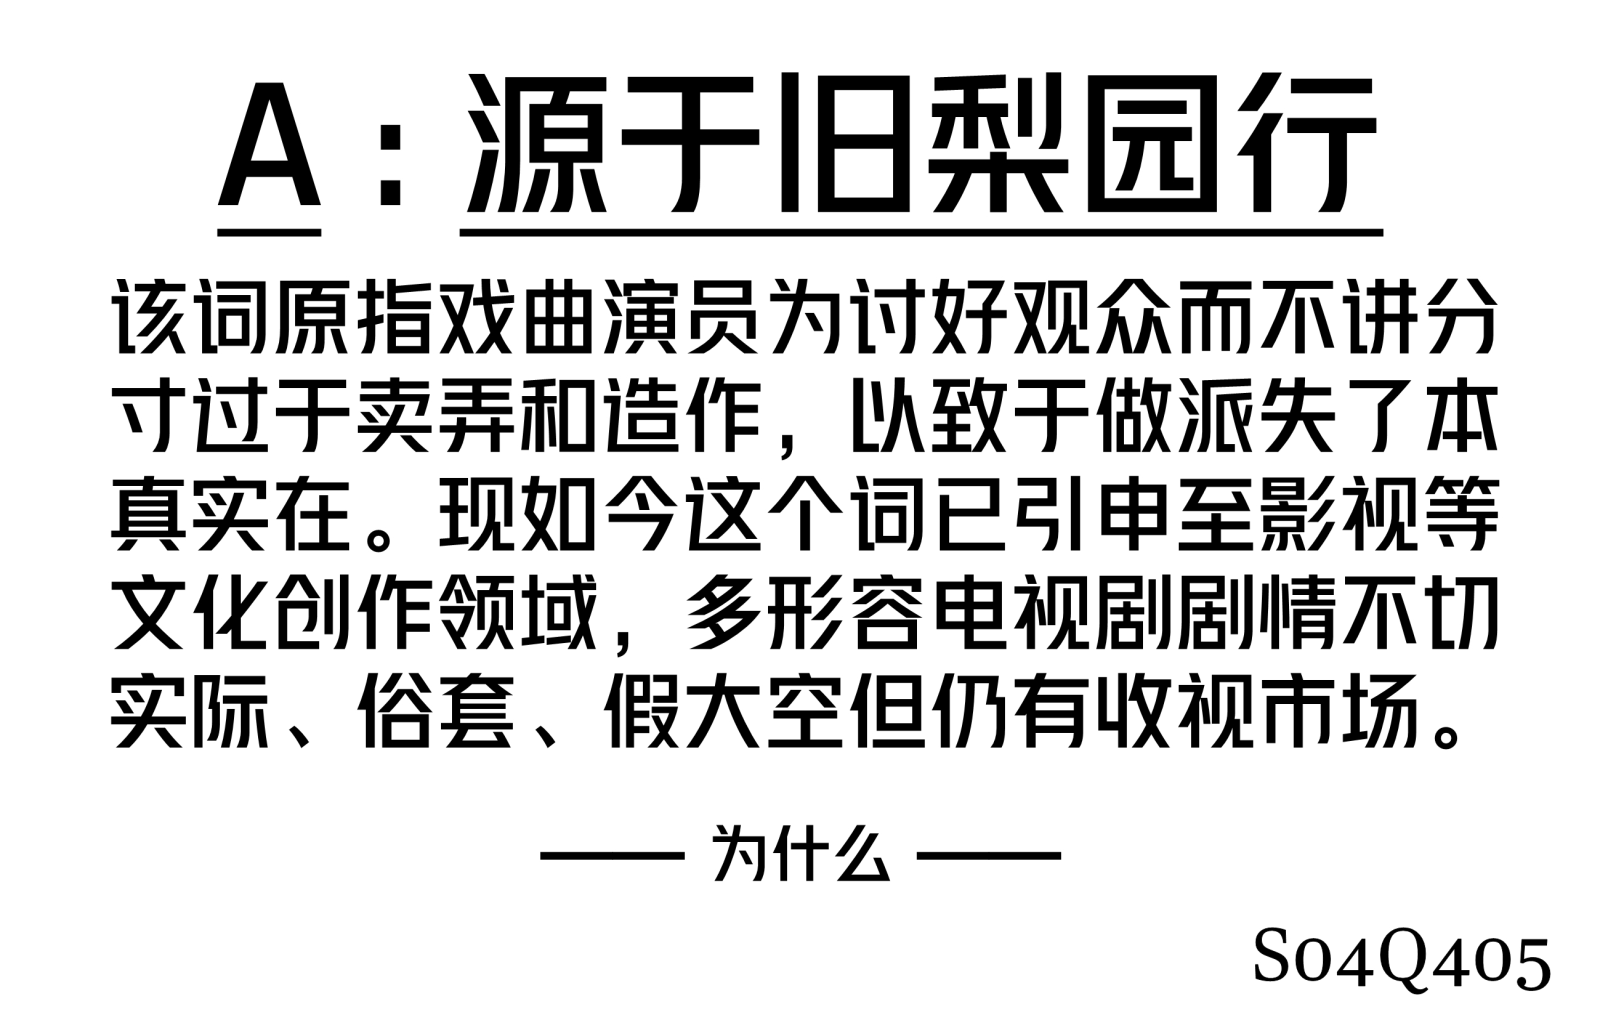 A：源于旧梨园行
该词原指戏曲演员为讨好观众而不讲分
寸过于卖弄和造作，以致于做派失了本
真实在。现如今这个词已引申至影视等
文化创作领域，多形容电视剧剧情不切
实际、俗套、假大空但仍有收视市场。
为什么
S04Q405